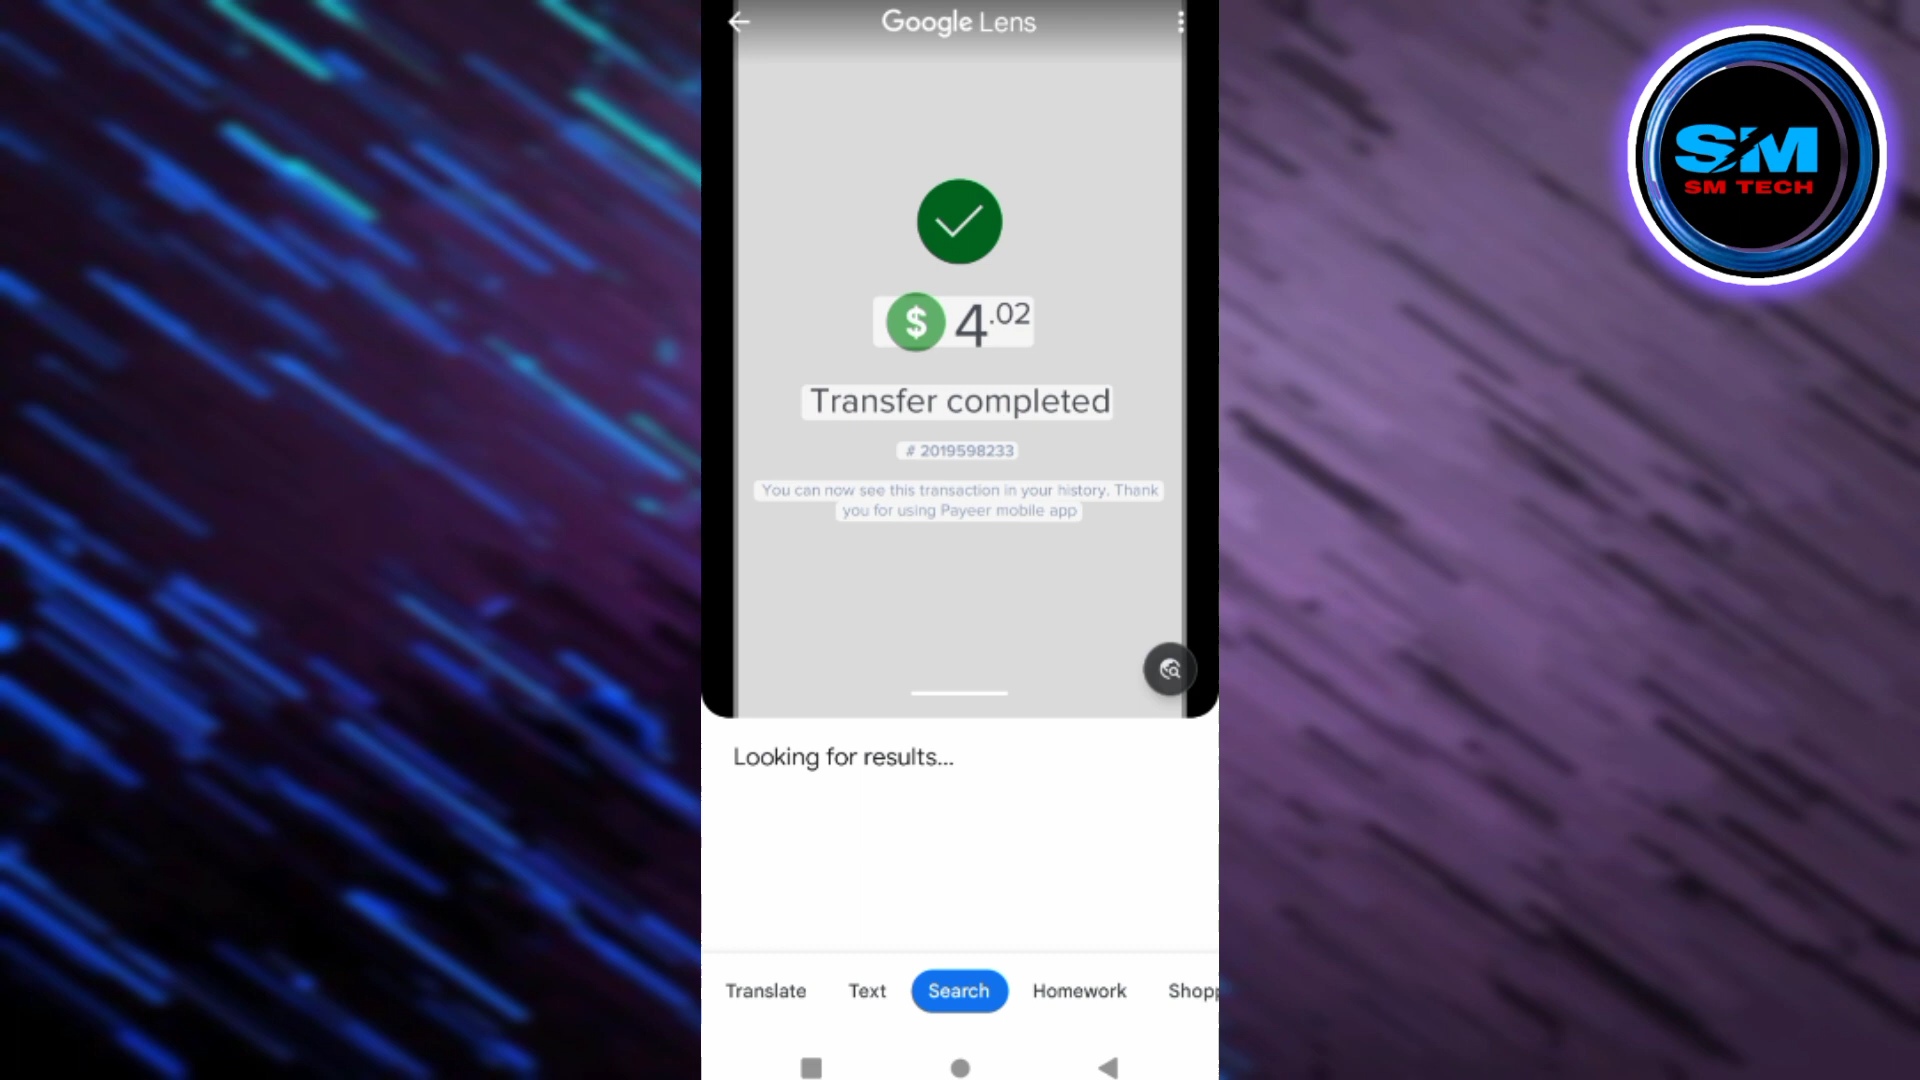 Google Lens
SM
SM TECH
$ 4.02
Transfer completed
# 2019598233
You can now see this transaction in your history. Thank
you for using Payeer mobile app
Looking for results...
Translate Text Search Homework Shopp